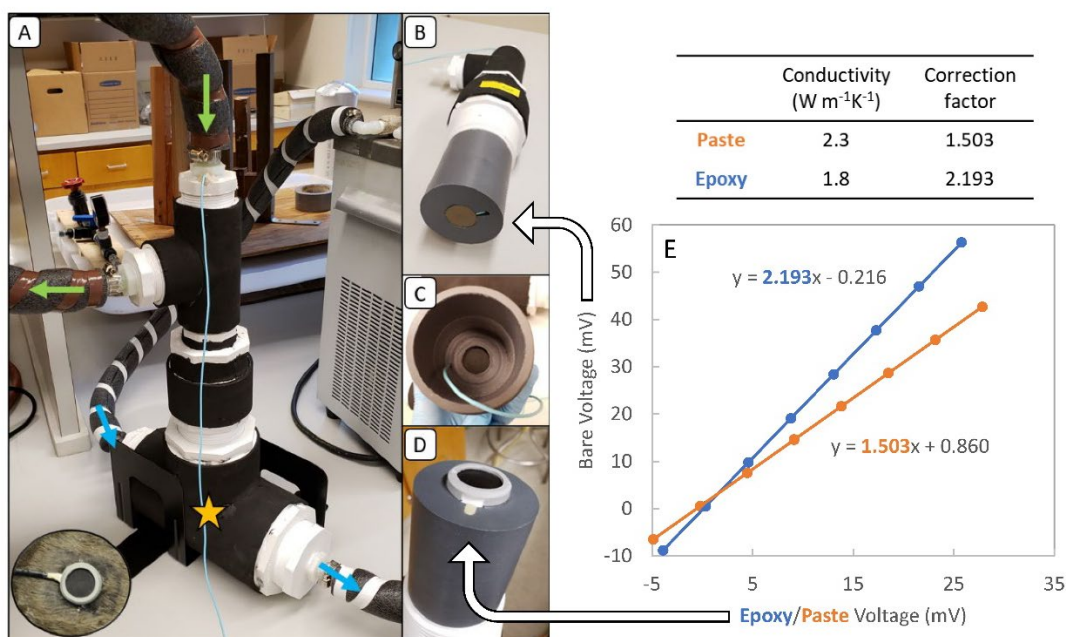 A
B
C
D
Conductivity Correction
(W m⁻¹K⁻¹) factor
Paste 2.3 1.503
Epoxy 1.8 2.193
E
60
50
40
30
20
10
0
-10
Bare Voltage (mV)
y = 2.193x - 0.216
y = 1.503x + 0.860
-5 5 15 25 35
Epoxy/Paste Voltage (mV)